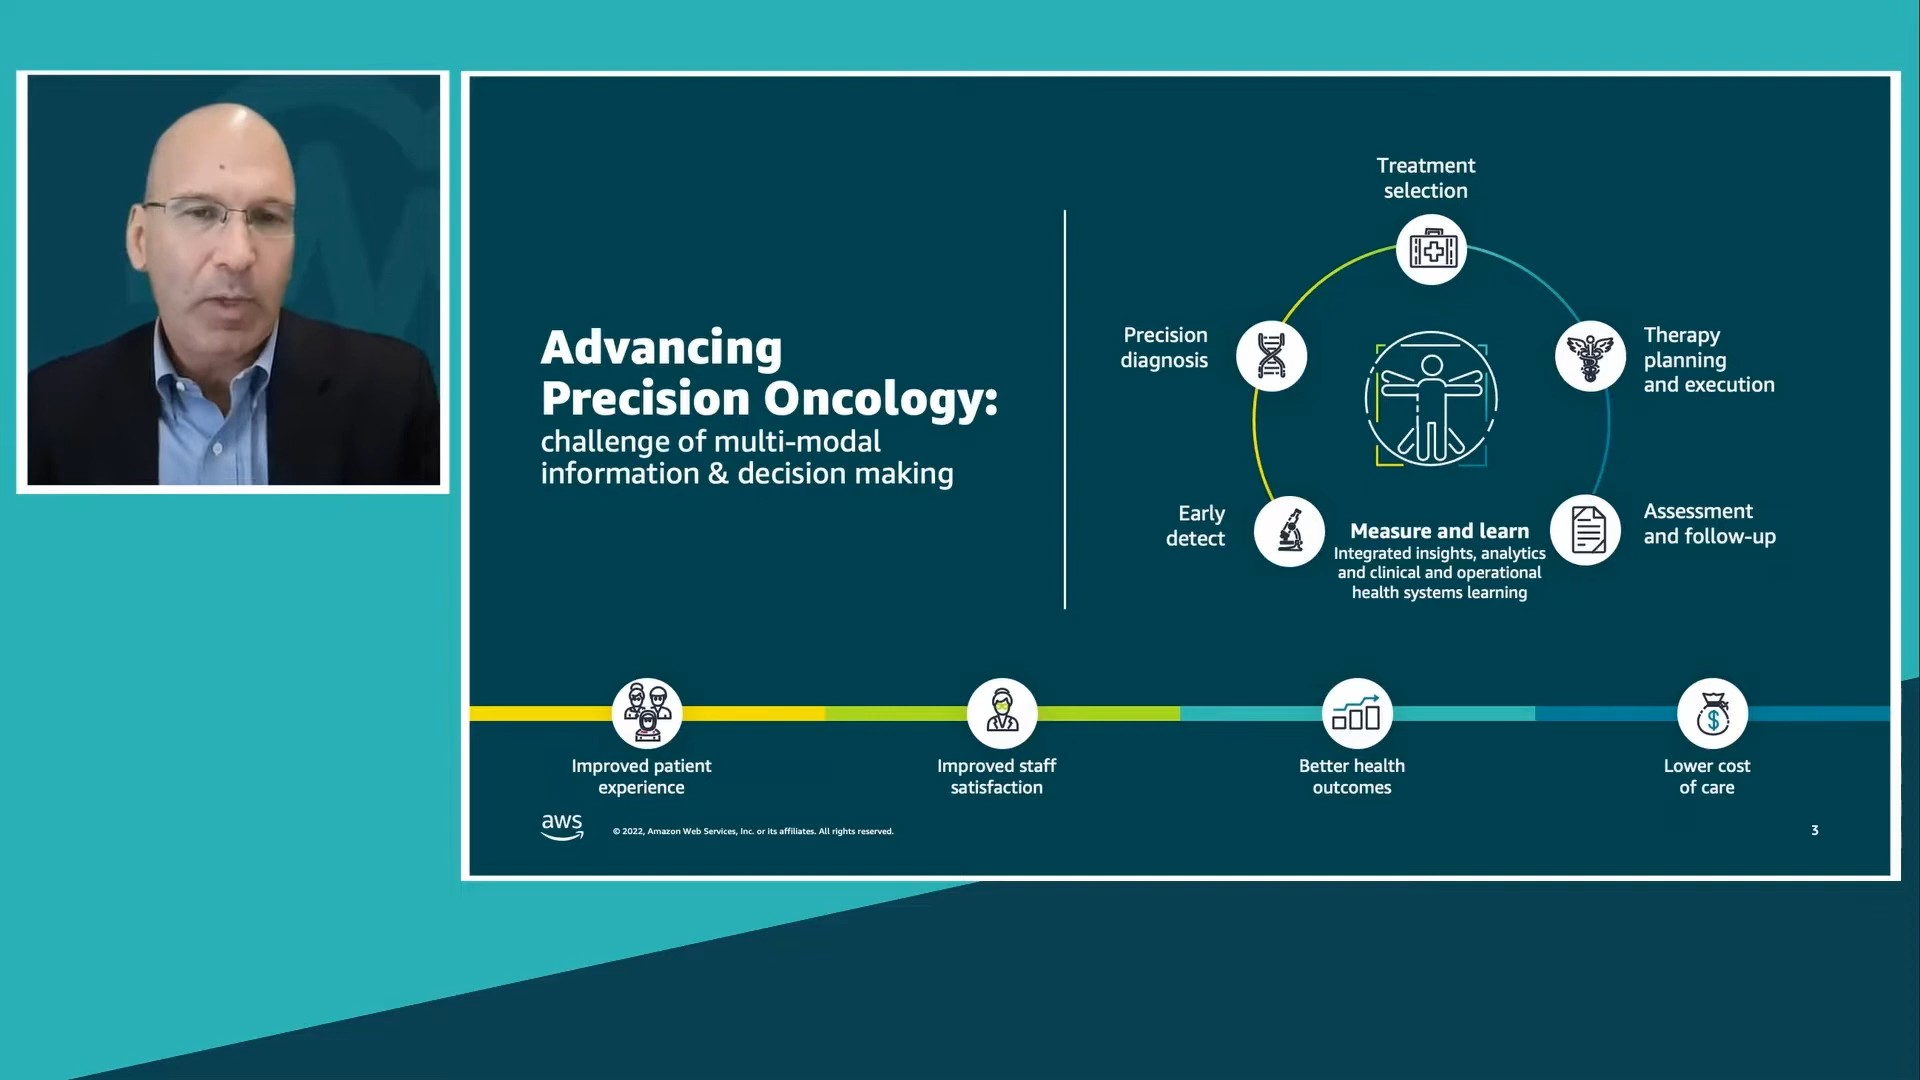 Advancing
Precision Oncology:
challenge of multi-modal
information & decision making
Treatment
selection
Precision
diagnosis
Therapy
planning
and execution
Early
detect
Measure and learn
Integrated insights, analytics
and clinical and operational
health systems learning
Assessment
and follow-up
Improved patient
experience
Improved staff
satisfaction
Better health
outcomes
Lower cost
of care
aws
© 2022, Amazon Web Services, Inc. or its affiliates. All rights reserved.
3